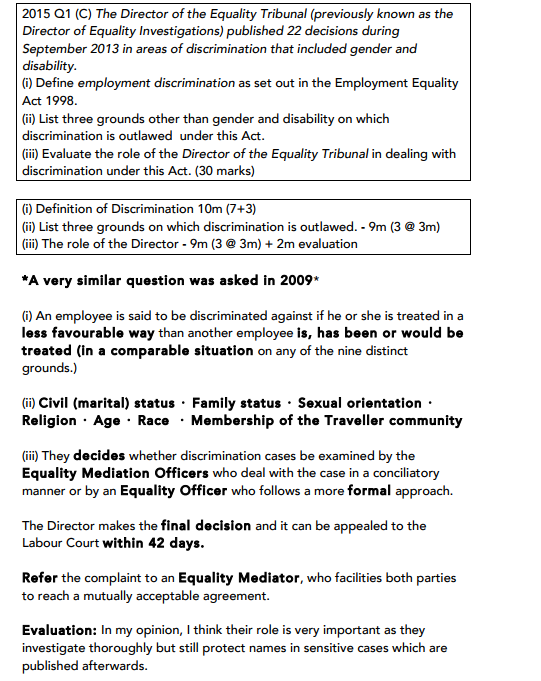 2015 Q1 (C) The Director of the Equality Tribunal (previously known as the
Director of Equality Investigations) published 22 decisions during
September 2013 in areas of discrimination that included gender and
disability.
(i) Define employment discrimination as set out in the Employment Equality
Act 1998.
(ii) List three grounds other than gender and disability on which
discrimination is outlawed  under this Act.
(iii) Evaluate the role of the Director of the Equality Tribunal in dealing with
discrimination under this Act. (30 marks)
(i) Definition of Discrimination 10m (7+3)
(ii) List three grounds on which discrimination is outlawed. - 9m (3 @ 3m)
(iii) The role of the Director - 9m (3 @ 3m) + 2m evaluation
*A very similar question was asked in 2009*
(i) An employee is said to be discriminated against if he or she is treated in a
less favourable way than another employee is, has been or would be
treated (in a comparable situation on any of the nine distinct
grounds.)
(ii) Civil (marital) status · Family status · Sexual orientation ·
Religion · Age · Race · Membership of the Traveller community
(iii) They decides whether discrimination cases be examined by the
Equality Mediation Officers who deal with the case in a conciliatory
manner or by an Equality Officer who follows a more formal approach.
The Director makes the final decision and it can be appealed to the
Labour Court within 42 days.
Refer the complaint to an Equality Mediator, who facilities both parties
to reach a mutually acceptable agreement.
Evaluation: In my opinion, I think their role is very important as they
investigate thoroughly but still protect names in sensitive cases which are
published afterwards.